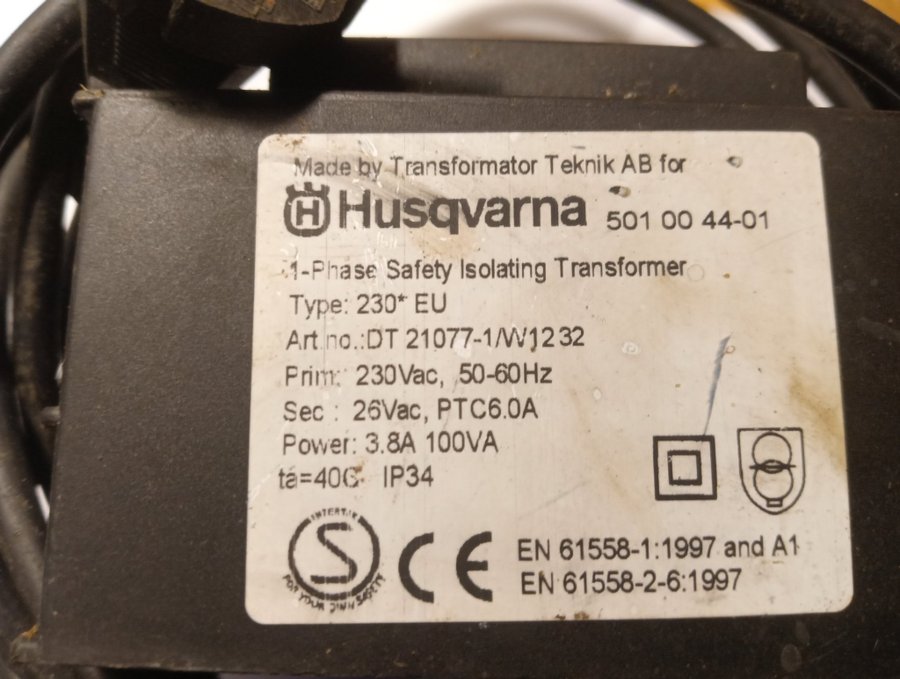 Made by Transformator Teknik AB for
H Husqvarna 501 00 44-01
1-Phase Safety Isolating Transformer
Type: 230* EU
Art.no.:DT 21077-1/W1232
Prim: 230Vac, 50-60Hz
Sec : 26Vac, PTC6.0A
Power: 3.8A 100VA
ta=40C IP34
INTERTEK
S
FOR YOUR SAFETY
CE
EN 61558-1:1997 and A1
EN 61558-2-6:1997